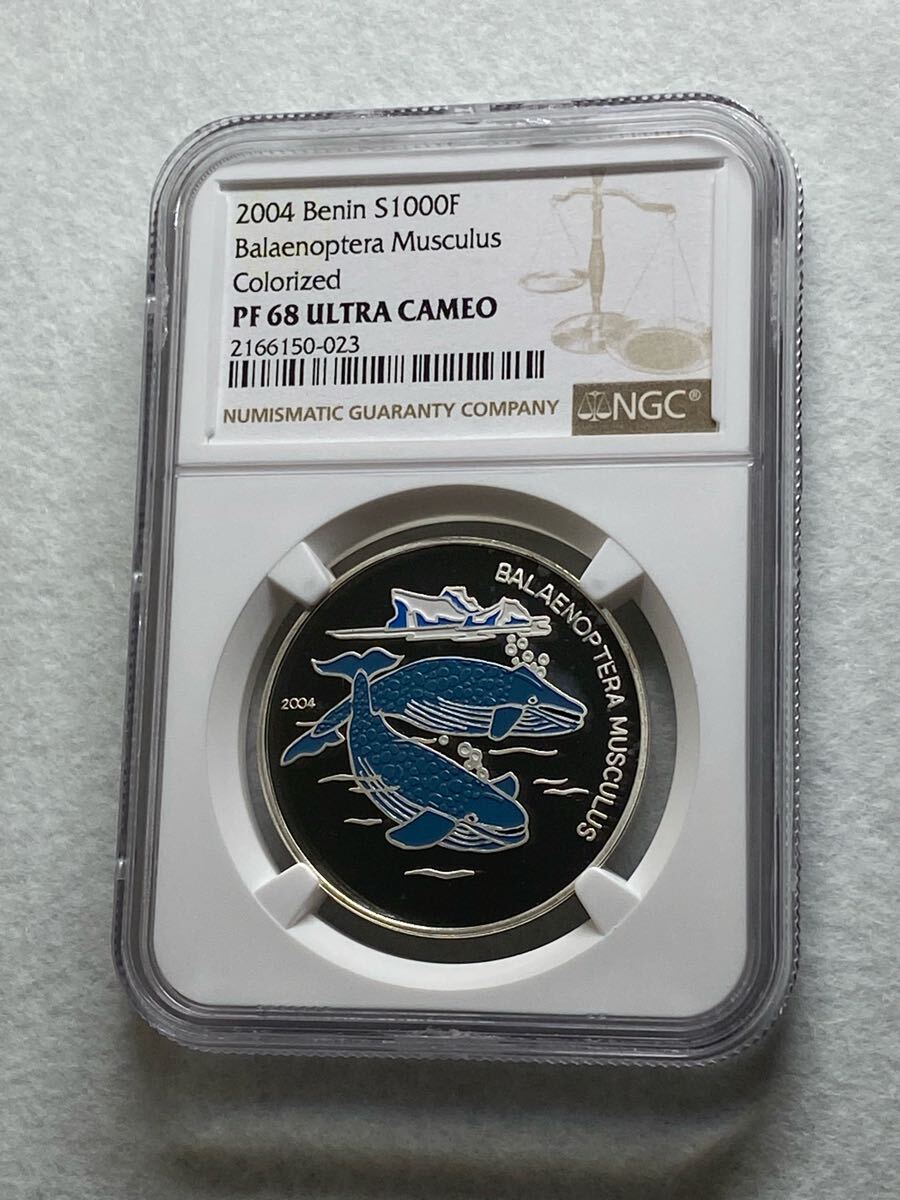 2004 Benin S1000F
Balaenoptera Musculus
Colorized
PF 68 ULTRA CAMEO
2166150-023
NUMISMATIC GUARANTY COMPANY
NGC®
BALAENOPTERA MUSCULUS
2004